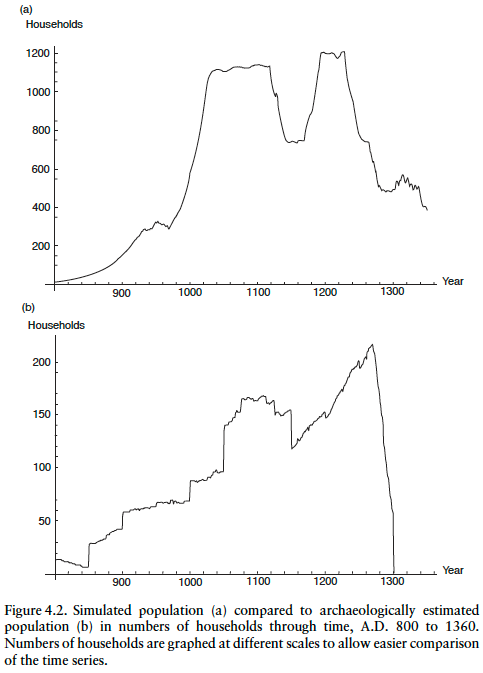 (a)
Households
1200
1000
800
600
400
200
900
1000
1100
1200
1300
Year
(b)
Households
200
150
100
50
900
1000
1100
1200
1300
Year
Figure 4.2. Simulated population (a) compared to archaeologically estimated
population (b) in numbers of households through time, A.D. 800 to 1360.
Numbers of households are graphed at different scales to allow easier comparison
of the time series.